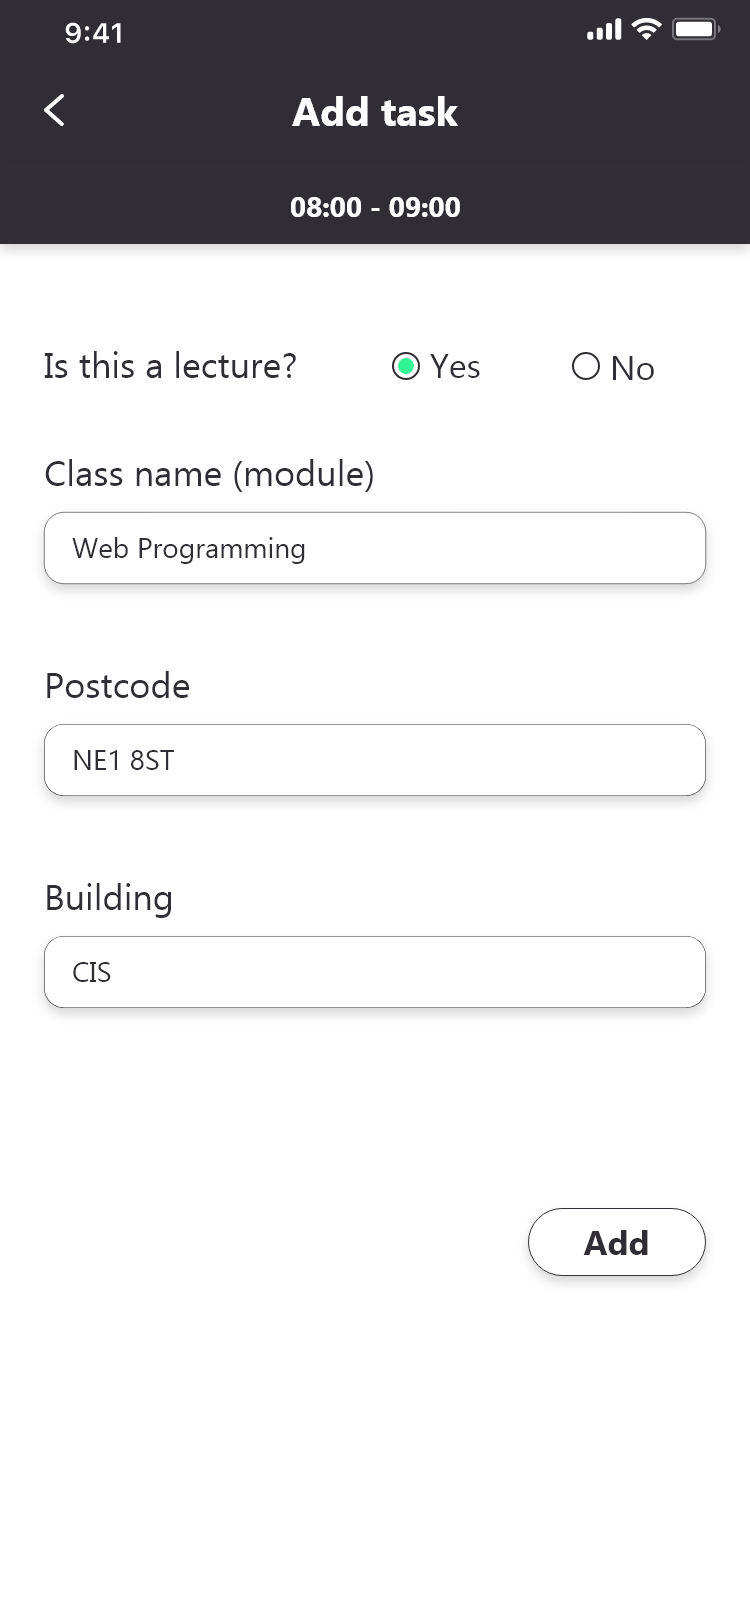 9:41
Add task
08:00 - 09:00
Is this a lecture? Yes No
Class name (module)
Web Programming
Postcode
NE1 8ST
Building
CIS
Add